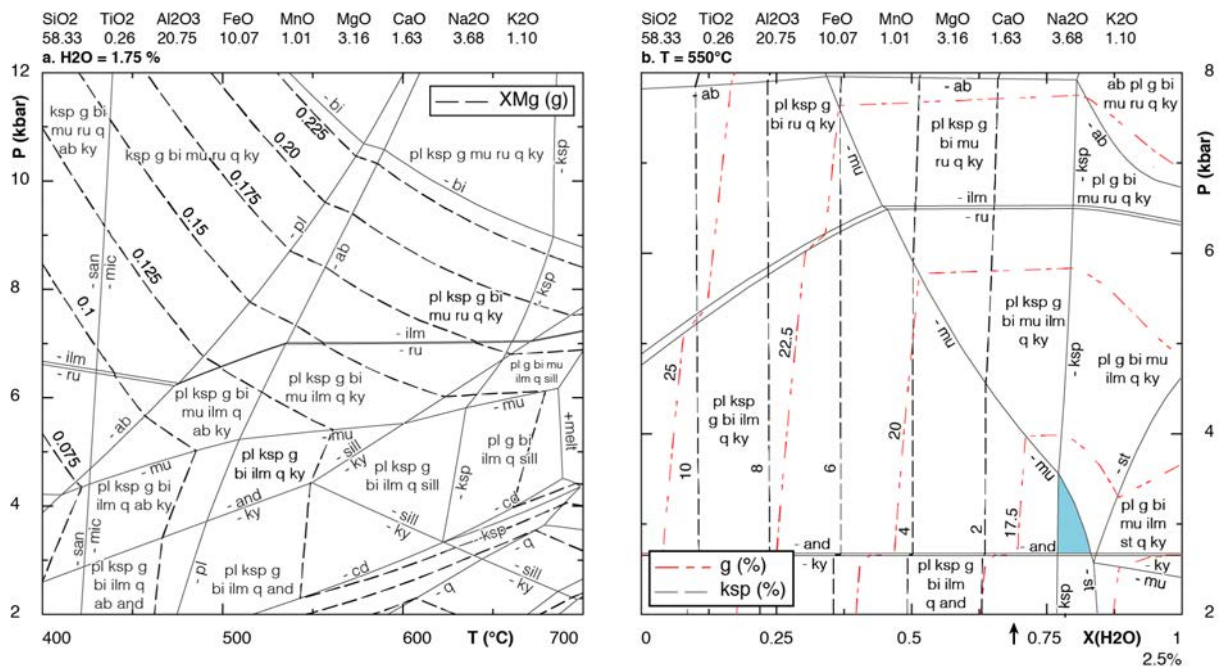 SiO2 TiO2 Al2O3 FeO MnO MgO CaO Na2O K2O
58.33 0.26 20.75 10.07 1.01 3.16 1.63 3.68 1.10
a. H2O = 1.75 %
12
10
8
6
4
2
P (kbar)
XMg (g)
ksp g bi
mu ru q
ab ky
ksp g bi mu ru q ky
pl ksp g mu ru q ky
- bi
- bi
- ksp
0.225
0.20
0.175
0.15
0.125
0.1
0.075
- san
- mic
- pl
- ab
- ksp
pl ksp g bi
mu ru q ky
- ilm
- ru
- ilm
- ru
pl g bi mu
ilm q sill
pl ksp g bi
mu ilm q ky
pl ksp g bi
mu ilm q
ab ky
- ab
- mu
- mu
- mu
+melt
- sill
- ky
pl g bi
ilm q sill
pl ksp g
bi ilm q ky
pl ksp g
bi ilm q sill
- ksp
pl ksp g bi
ilm q ab ky
- and
- ky
- cd
- sill
- ky
- ksp
- san
- mic
- q
- pl
- cd
- sill
- ky
- q
pl ksp g
bi ilm q
ab and
pl ksp g
bi ilm q and
400 500 600 700
T (°C)
SiO2 TiO2 Al2O3 FeO MnO MgO CaO Na2O K2O
58.33 0.26 20.75 10.07 1.01 3.16 1.63 3.68 1.10
b. T = 550°C
8
6
4
2
P (kbar)
- ab
- ab
ab pl g bi
mu ru q ky
pl ksp g
bi ru q ky
pl ksp g
bi mu
ru q ky
- ab
- mu
- ksp
pl g bi
mu ru q ky
- ilm
- ru
pl ksp g
bi mu ilm
q ky
- mu
- ksp
pl g bi mu
ilm q ky
25
22.5
20
17.5
pl ksp
g bi ilm
q ky
10
8
6
4
2
- mu
- st
pl g bi
mu ilm
st q ky
- and
- ky
- and
- ky
- mu
g (%)
ksp (%)
pl ksp g
bi ilm
q and
ksp
- st
0 0.25 0.5 0.75 1
X(H2O)
2.5%